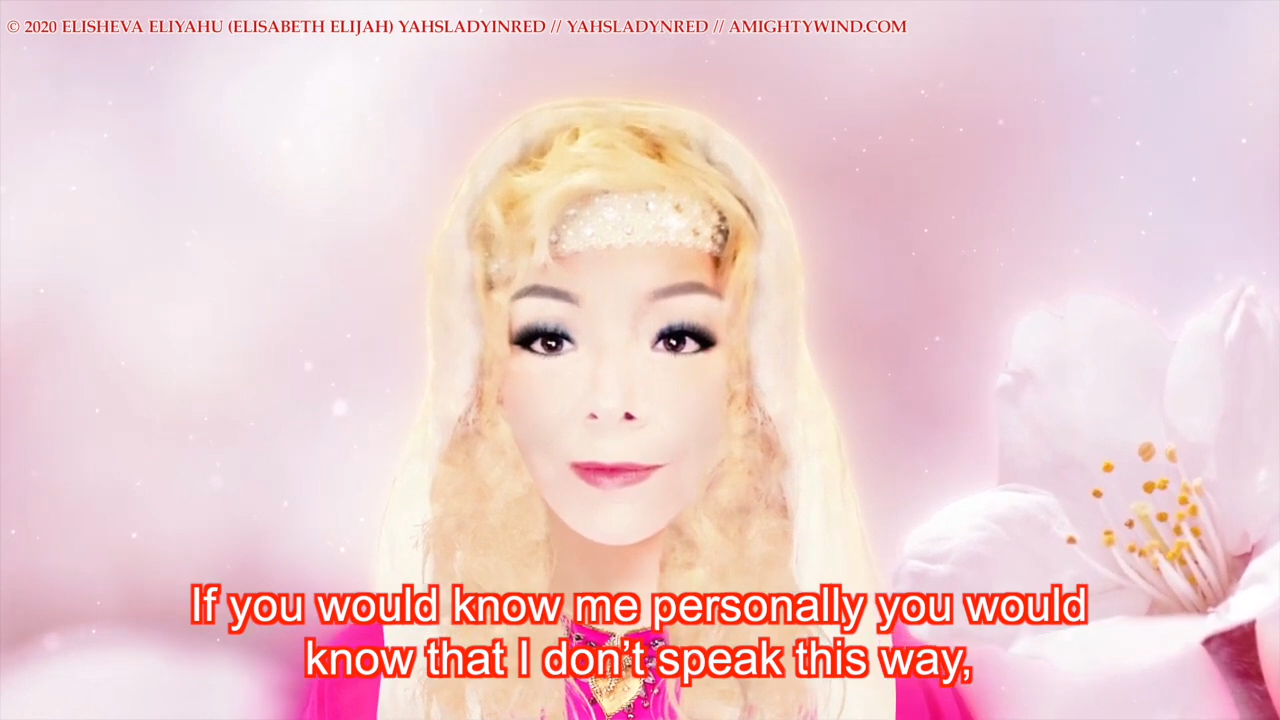 © 2020 ELISHEVA ELIYAHU (ELISABETH ELIJAH) YAHSLADYINRED // YAHSLADYNRED // AMIGHTYWIND.COM
If you would know me personally you would
know that I don’t speak this way,